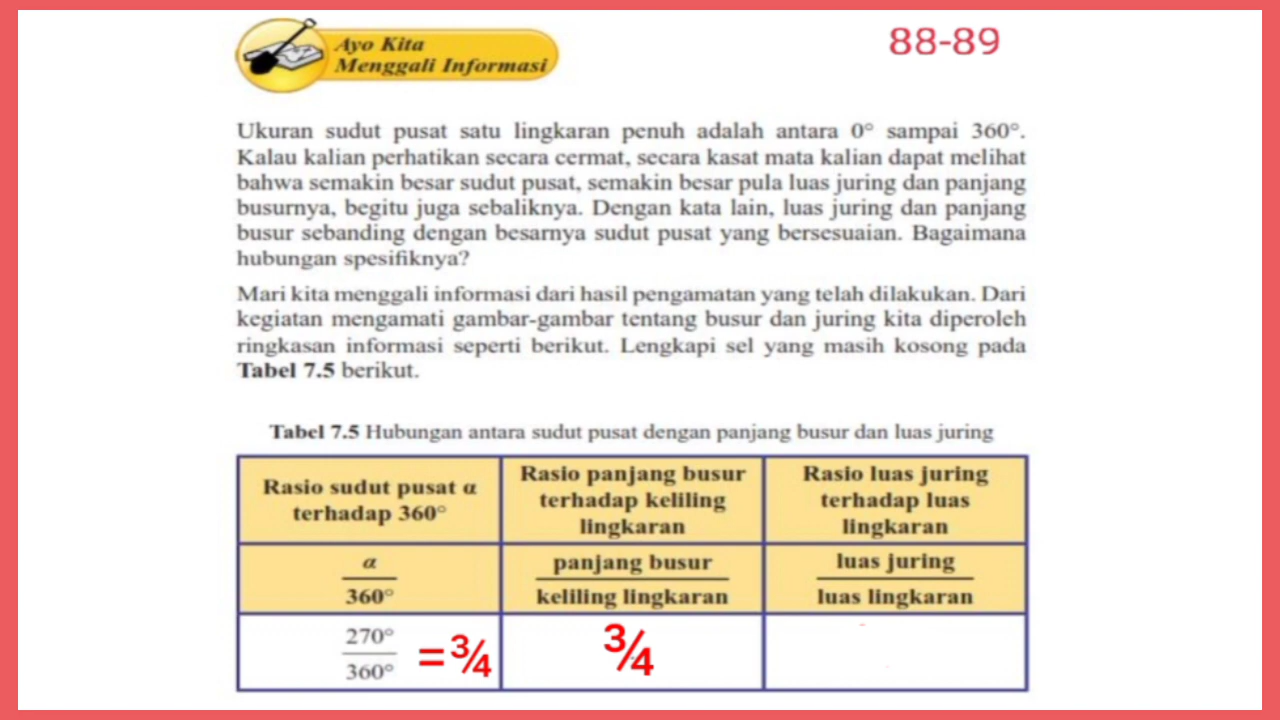 Ayo Kita
Menggali Informasi
88-89
Ukuran sudut pusat satu lingkaran penuh adalah antara 0° sampai 360°.
Kalau kalian perhatikan secara cermat, secara kasat mata kalian dapat melihat
bahwa semakin besar sudut pusat, semakin besar pula luas juring dan panjang
busurnya, begitu juga sebaliknya. Dengan kata lain, luas juring dan panjang
busur sebanding dengan besarnya sudut pusat yang bersesuaian. Bagaimana
hubungan spesifiknya?
Mari kita menggali informasi dari hasil pengamatan yang telah dilakukan. Dari
kegiatan mengamati gambar-gambar tentang busur dan juring kita diperoleh
ringkasan informasi seperti berikut. Lengkapi sel yang masih kosong pada
Tabel 7.5 berikut.
Tabel 7.5 Hubungan antara sudut pusat dengan panjang busur dan luas juring
Rasio sudut pusat α
terhadap 360°
Rasio panjang busur
terhadap keliling
lingkaran
Rasio luas juring
terhadap luas
lingkaran
α
360°
panjang busur
keliling lingkaran
luas juring
luas lingkaran
270°
360°
=¾
¾